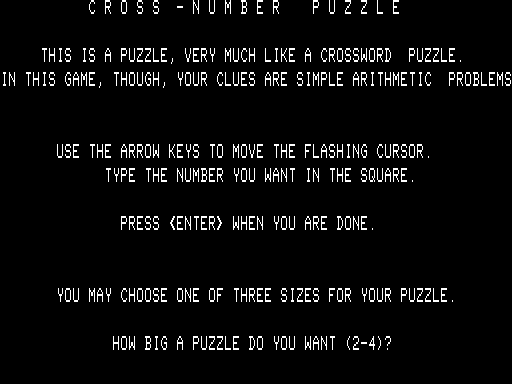 C R O S S - N U M B E R   P U Z Z L E
THIS IS A PUZZLE, VERY MUCH LIKE A CROSSWORD  PUZZLE.
IN THIS GAME, THOUGH, YOUR CLUES ARE SIMPLE ARITHMETIC  PROBLEMS
USE THE ARROW KEYS TO MOVE THE FLASHING CURSOR.
TYPE THE NUMBER YOU WANT IN THE SQUARE.
PRESS <ENTER> WHEN YOU ARE DONE.
YOU MAY CHOOSE ONE OF THREE SIZES FOR YOUR PUZZLE.
HOW BIG A PUZZLE DO YOU WANT (2-4)?